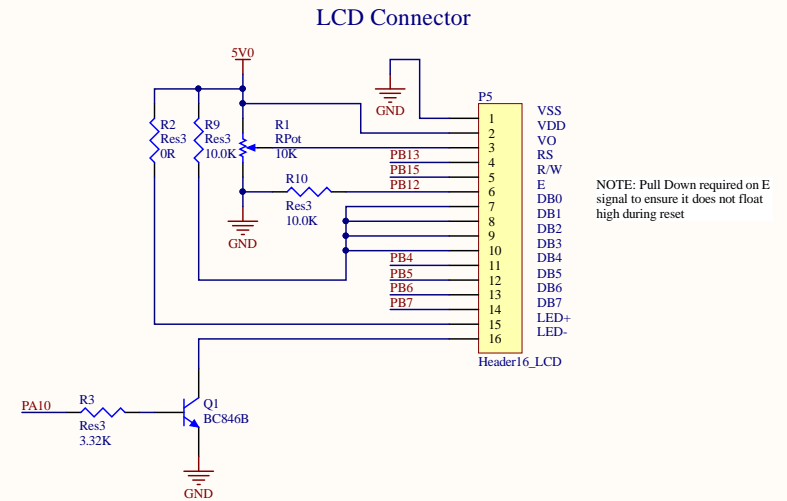 LCD Connector
5V0
GND
P5
R2
Res3
0R
R9
Res3
10.0K
R1
RPot
10K
R10
Res3
10.0K
GND
PB13
PB15
PB12
PB4
PB5
PB6
PB7
1
2
3
4
5
6
7
8
9
10
11
12
13
14
15
16
VSS
VDD
VO
RS
R/W
E
DB0
DB1
DB2
DB3
DB4
DB5
DB6
DB7
LED+
LED-
Header16_LCD
NOTE: Pull Down required on E
signal to ensure it does not float
high during reset
PA10
R3
Res3
3.32K
Q1
BC846B
GND